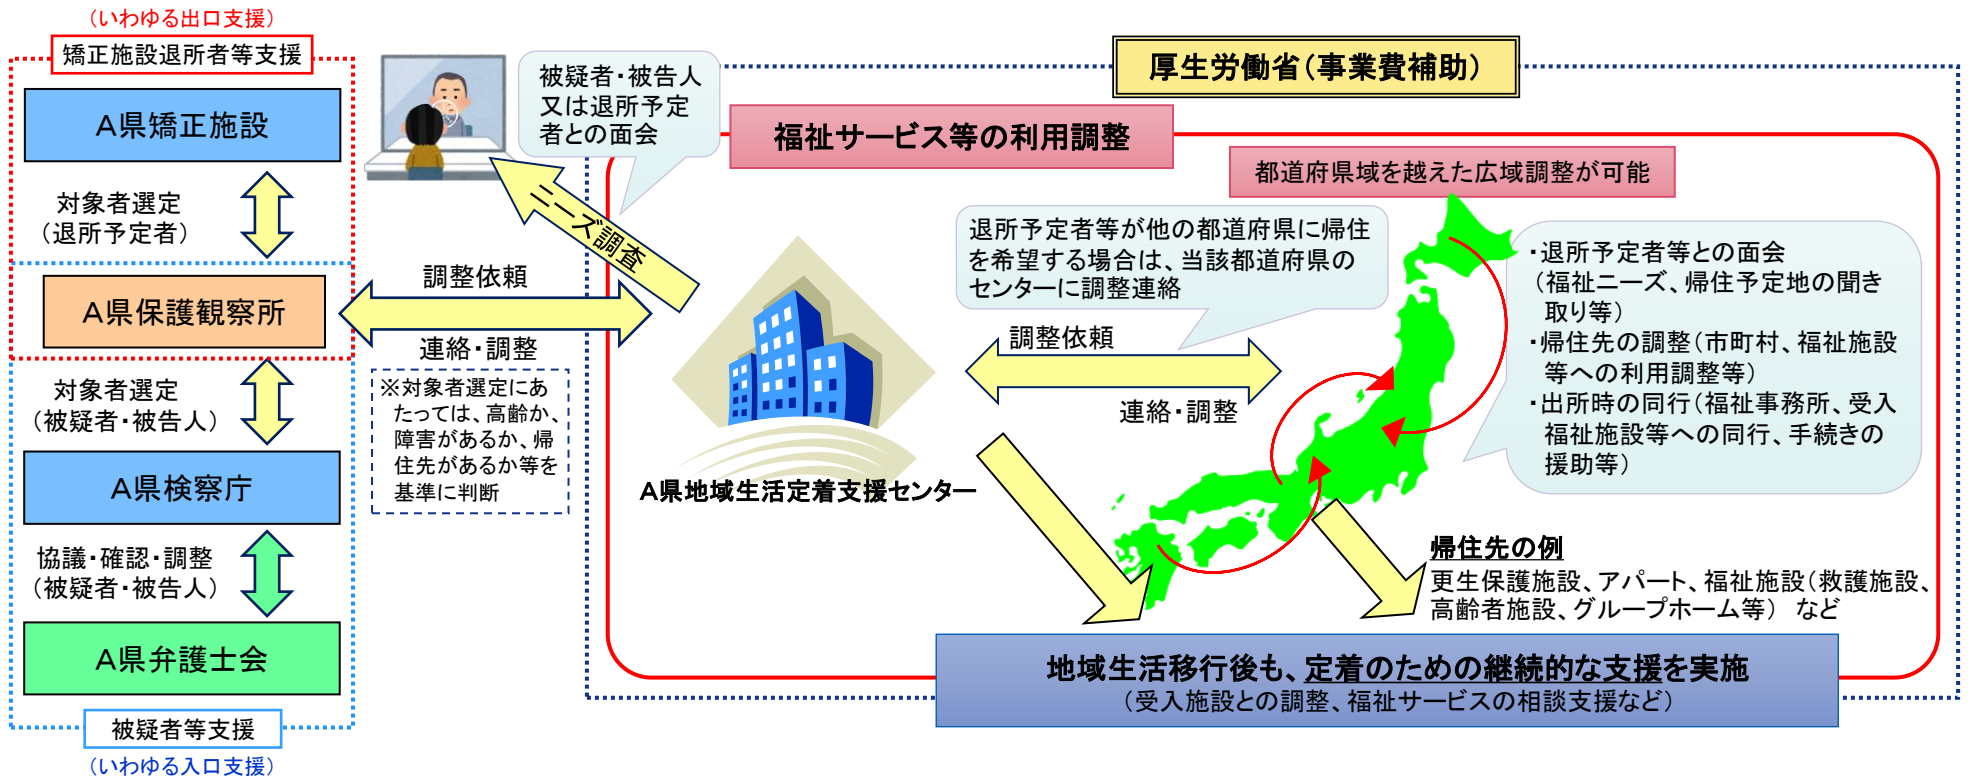 （いわゆる出口支援）
矯正施設退所者等支援
Ａ県矯正施設
対象者選定
（退所予定者）
Ａ県保護観察所
対象者選定
（被疑者・被告人）
Ａ県検察庁
協議・確認・調整
（被疑者・被告人）
Ａ県弁護士会
被疑者等支援
（いわゆる入口支援）
被疑者・被告人
又は退所予定
者との面会
ニーズ調査
調整依頼
連絡・調整
※対象者選定にあ
たっては、高齢か、
障害があるか、帰
住先があるか等を
基準に判断
厚生労働省（事業費補助）
福祉サービス等の利用調整
都道府県域を越えた広域調整が可能
退所予定者等が他の都道府県に帰住
を希望する場合は、当該都道府県の
センターに調整連絡
調整依頼
連絡・調整
Ａ県地域生活定着支援センター
・退所予定者等との面会
（福祉ニーズ、帰住予定地の聞き
取り等）
・帰住先の調整（市町村、福祉施設
等への利用調整等）
・出所時の同行（福祉事務所、受入
福祉施設等への同行、手続きの
援助等）
帰住先の例
更生保護施設、アパート、福祉施設（救護施設、
高齢者施設、グループホーム等） など
地域生活移行後も、定着のための継続的な支援を実施
（受入施設との調整、福祉サービスの相談支援など）